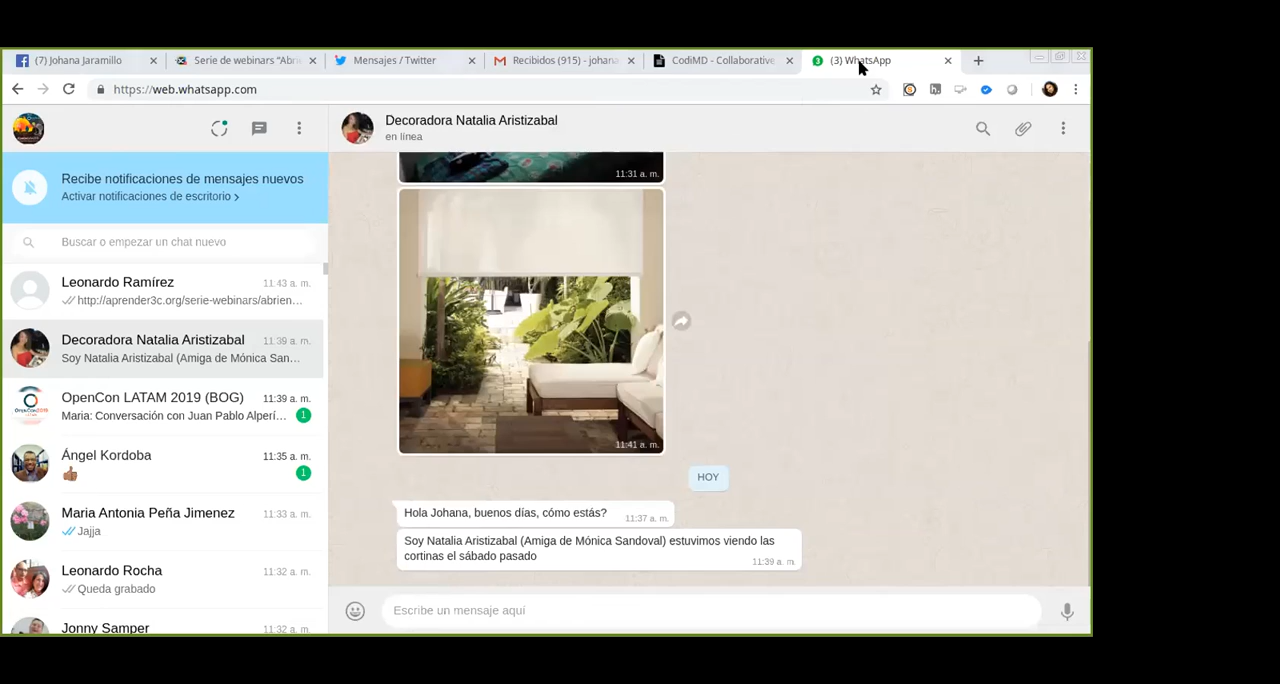 (7) Johana Jaramillo
Serie de webinars "Abri
Mensajes / Twitter
Recibidos (915) - johana
CodiMD - Collaborative
(3) WhatsApp
https://web.whatsapp.com
Decoradora Natalia Aristizabal
en línea
Recibe notificaciones de mensajes nuevos
Activar notificaciones de escritorio >
Buscar o empezar un chat nuevo
Leonardo Ramírez
11:43 a. m.
http://aprender3c.org/serie-webinars/abrien...
Decoradora Natalia Aristizabal
11:39 a. m.
Soy Natalia Aristizabal (Amiga de Mónica San...
OpenCon LATAM 2019 (BOG)
11:39 a. m.
Maria: Conversación con Juan Pablo Alperí...
1
Ángel Kordoba
11:35 a. m.
1
Maria Antonia Peña Jimenez
11:33 a. m.
Jajja
Leonardo Rocha
11:32 a. m.
Queda grabado
Jonny Samper
11:32 a. m.
11:31 a. m.
11:41 a. m.
HOY
Hola Johana, buenos días, cómo estás?
11:37 a. m.
Soy Natalia Aristizabal (Amiga de Mónica Sandoval) estuvimos viendo las
cortinas el sábado pasado
11:39 a. m.
Escribe un mensaje aquí